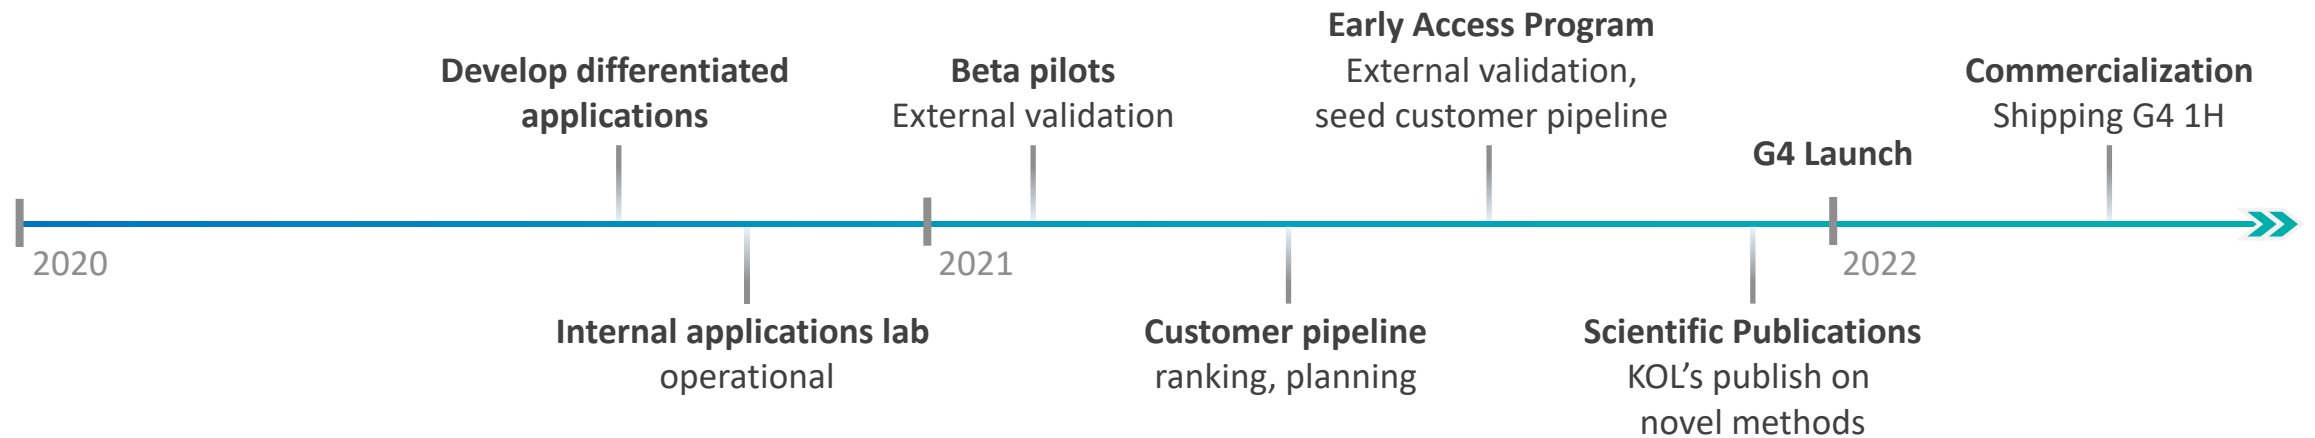 Early Access Program
Develop differentiated
applications
Beta pilots
External validation
External validation,
seed customer pipeline
G4 Launch
Commercialization
Shipping G4 1H
2020
2021
2022
Internal applications lab
operational
Customer pipeline
ranking, planning
Scientific Publications
KOL's publish on
novel methods